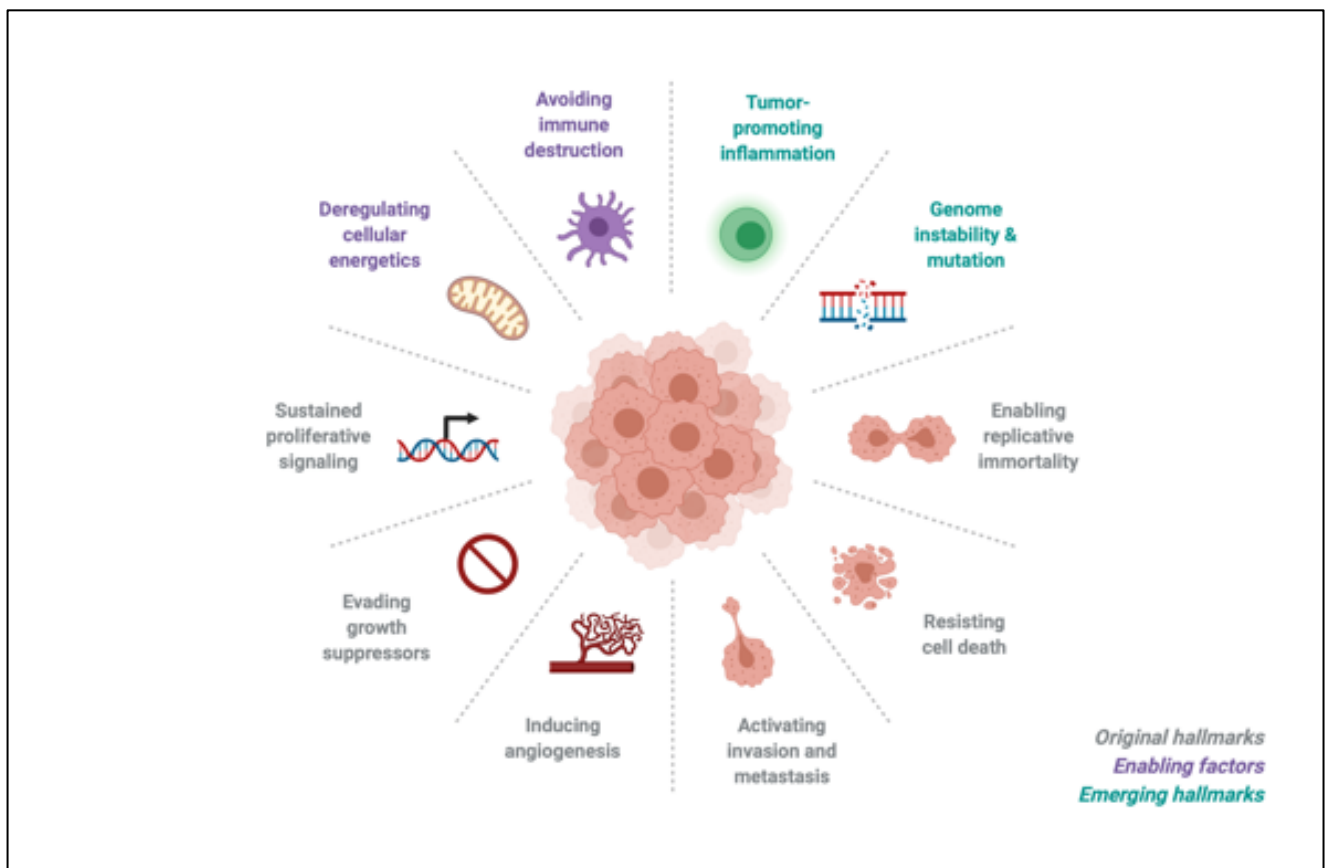 Avoiding
immune
destruction
Tumor-
promoting
inflammation
Deregulating
cellular
energetics
Genome
instability &
mutation
Sustained
proliferative
signaling
Enabling
replicative
immortality
Evading
growth
suppressors
Resisting
cell death
Inducing
angiogenesis
Activating
invasion and
metastasis
Original hallmarks
Enabling factors
Emerging hallmarks